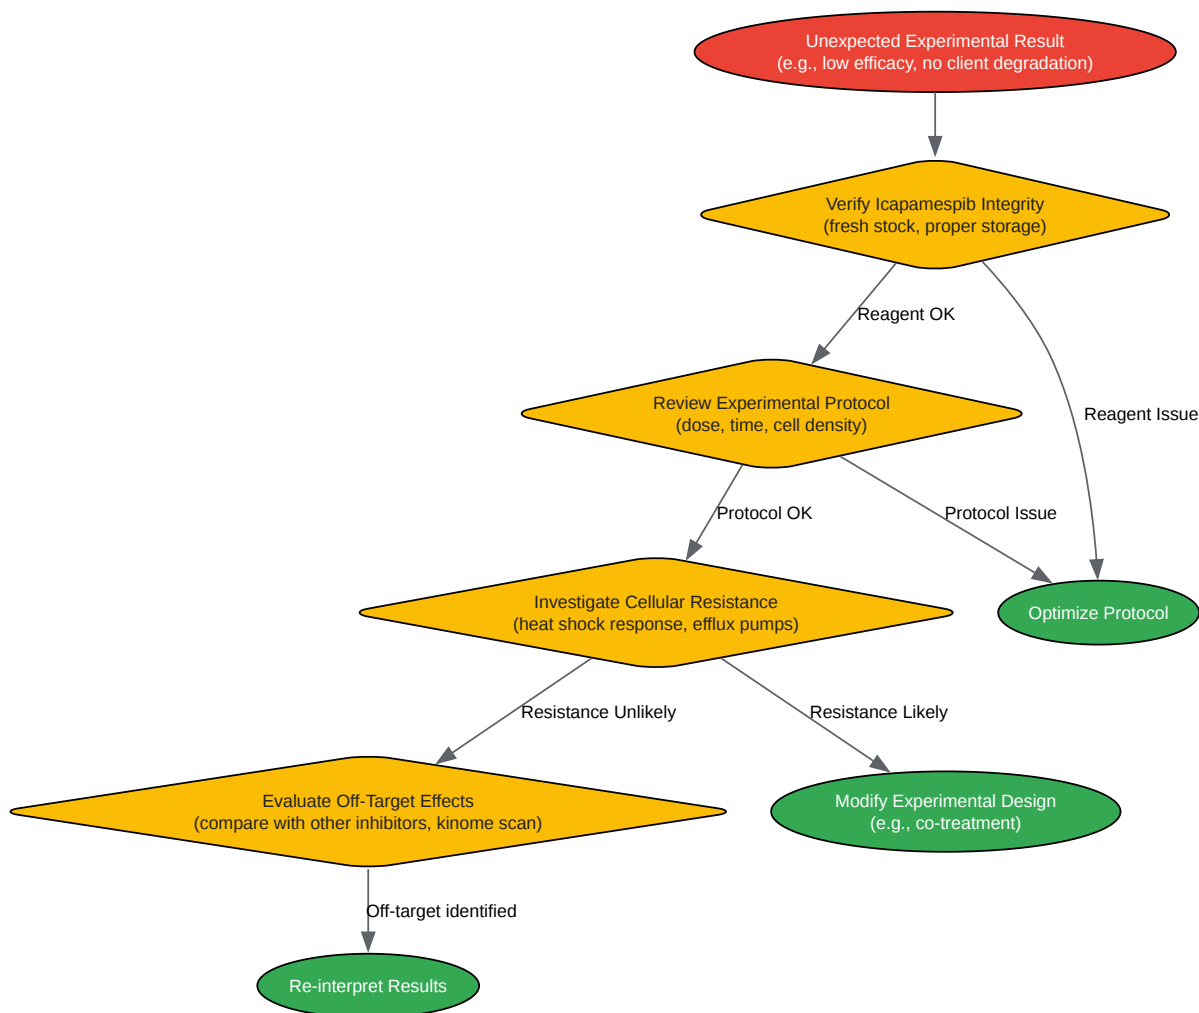 Unexpected Experimental Result
(e.g., low efficacy, no client degradation)
Verify Icapamespib Integrity
(fresh stock, proper storage)
Reagent OK
Review Experimental Protocol
(dose, time, cell density)
Reagent Issue
Protocol OK
Protocol Issue
Investigate Cellular Resistance
(heat shock response, efflux pumps)
Optimize Protocol
Resistance Unlikely
Resistance Likely
Evaluate Off-Target Effects
(compare with other inhibitors, kinome scan)
Modify Experimental Design
(e.g., co-treatment)
Off-target identified
Re-interpret Results